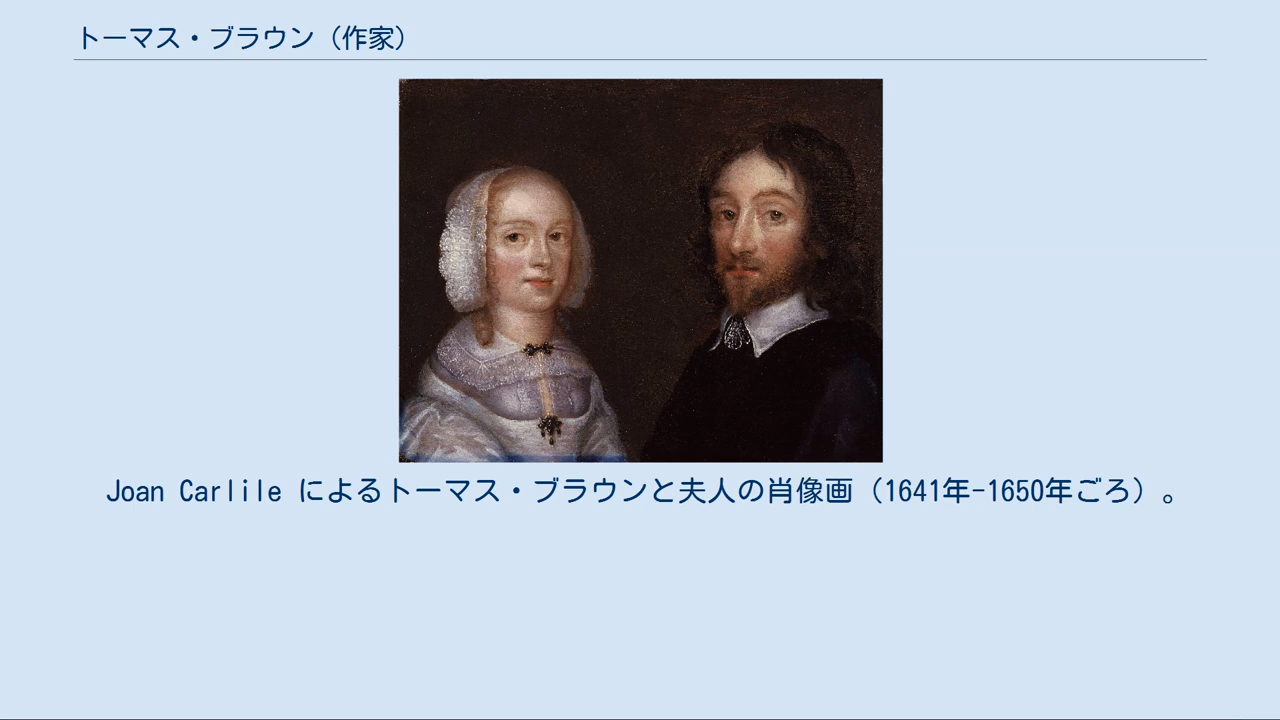 トーマス・ブラウン（作家）
Joan Carlile によるトーマス・ブラウンと夫人の肖像画（1641年-1650年ごろ）。